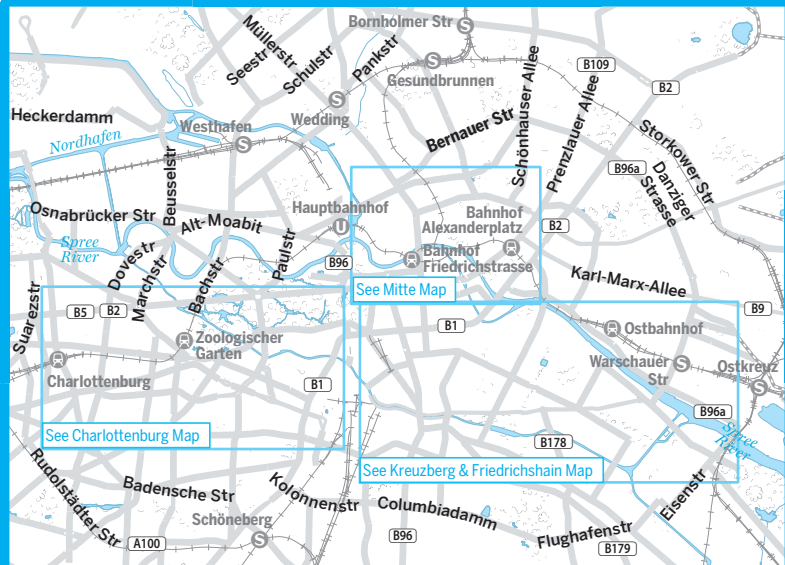 Bornholmer Str
Müllerstr
Seestr
Schulstr
Pankstr
Gesundbrunnen
Schönhauser Allee
B109
B2
Prenzlauer Allee
Heckerdamm
Nordhafen
Westhafen
Wedding
Bernauer Str
Storkower Str
B96a
Danziger
Strasse
Beusselstr
Osnabrücker Str
Alt-Moabit
Hauptbahnhof
Bahnhof
Alexanderplatz
B2
Spree
River
Dovestr
Marchstr
Bachstr
Paulstr
B96
Bahnhof
Friedrichstrasse
Karl-Marx-Allee
See Mitte Map
Suarezstr
B5
B2
B1
B9
Zoologischer
Garten
Ostbahnhof
Charlottenburg
B1
Warschauer
Str
Ostkreuz
B96a
Spree
River
See Charlottenburg Map
B178
See Kreuzberg & Friedrichshain Map
Rudolstädter Str
Badensche Str
Kolonnenstr
Columbiadamm
Eisenstr
Schöneberg
A100
B96
Flughafenstr
B179
S
S
S
S
U
S
S
S